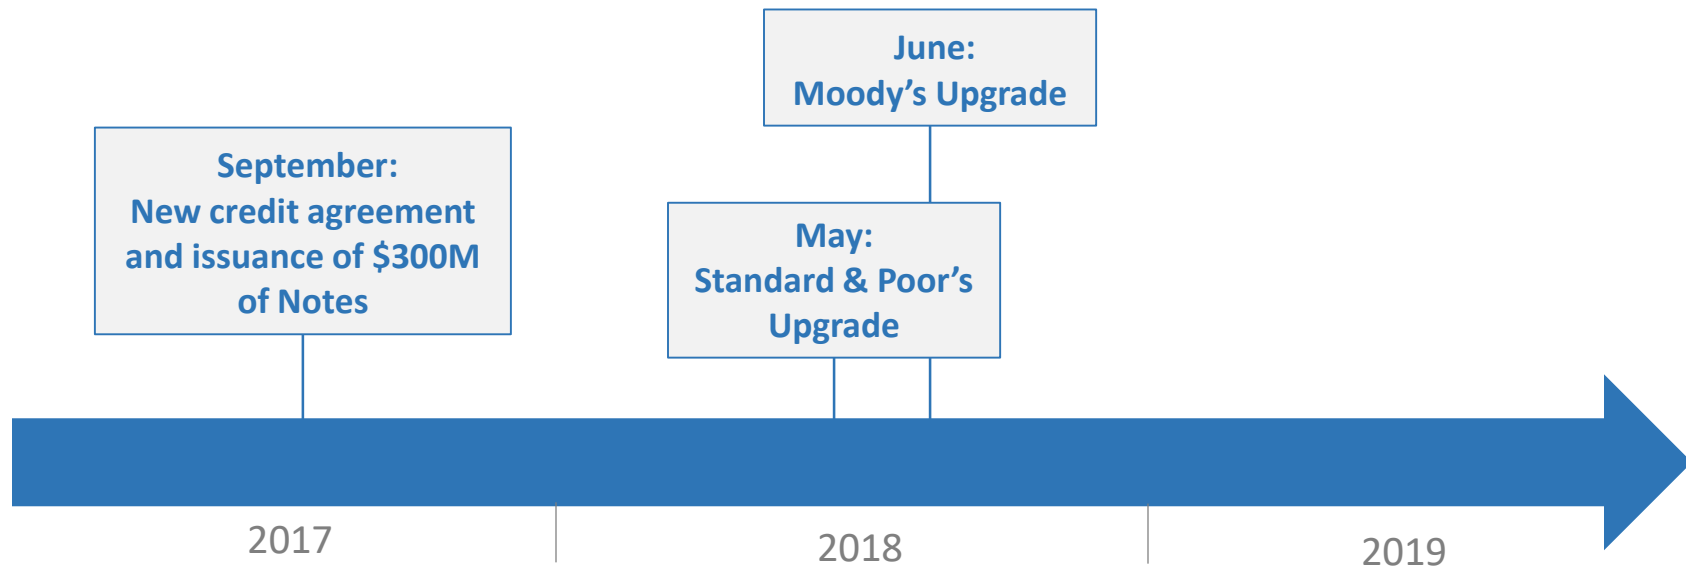 June:
Moody’s Upgrade
September:
New credit agreement
and issuance of $300M
of Notes
May:
Standard & Poor’s
Upgrade
2017
2018
2019